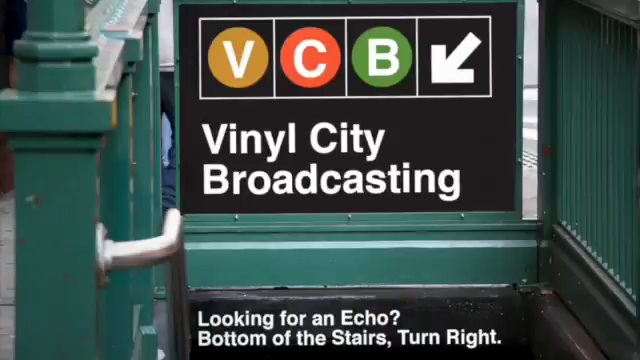 V C B
Vinyl City
Broadcasting
Looking for an Echo?
Bottom of the Stairs, Turn Right.